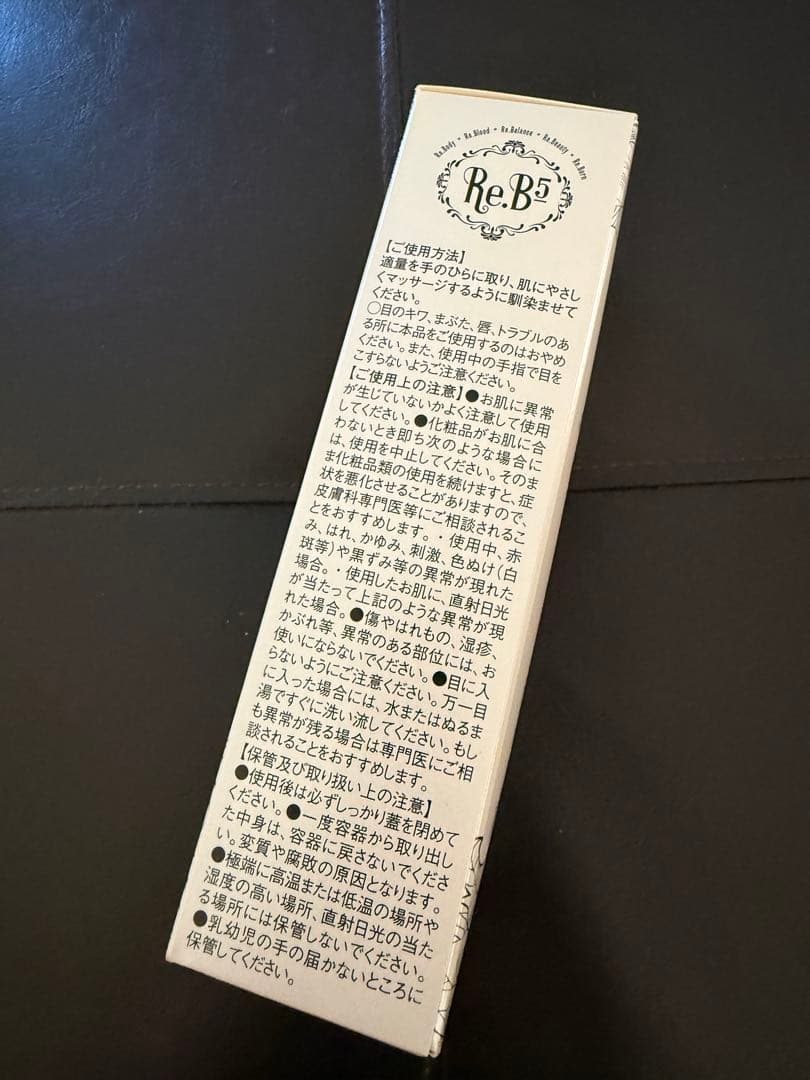 Re.Body + Re.Blood + Re.Balance + Re.Beauty + Re.Born
Re.B5
【ご使用方法】
適量を手のひらに取り、肌にやさし
くマッサージするように馴染ませて
ください。
○目のキワ、まぶた、唇、トラブルのあ
る所に本品をご使用するのはおやめ
ください。また、使用中の手指で目を
こすらないようご注意ください。
【ご使用上の注意】●お肌に異常
が生じていないかよく注意して使用
してください。●化粧品がお肌に合
わないとき即ち次のような場合に
は、使用を中止してください。そのま
ま化粧品類の使用を続けますと、症
状を悪化させることがありますので、
皮膚科専門医等にご相談されるこ
とをおすすめします。・使用中、赤
み、はれ、かゆみ、刺激、色ぬけ(白
斑等)や黒ずみ等の異常が現れた
場合。・使用したお肌に、直射日光
が当たって上記のような異常が現
れた場合。●傷やはれもの、湿疹、
かぶれ等、異常のある部位には、お
使いにならないでください。●目に入
らないようにご注意ください。万一目
に入った場合には、水またはぬるま
湯ですぐに洗い流してください。もし
も異常が残る場合は専門医にご相
談されることをおすすめします。
【保管及び取り扱い上の注意】
●使用後は必ずしっかり蓋を閉めて
ください。●一度容器から取り出し
た中身は、容器に戻さないでくださ
い。変質や腐敗の原因となります。
●極端に高温または低温の場所や
湿度の高い場所、直射日光の当た
る場所には保管しないでください。
●乳幼児の手の届かないところに
保管してください。